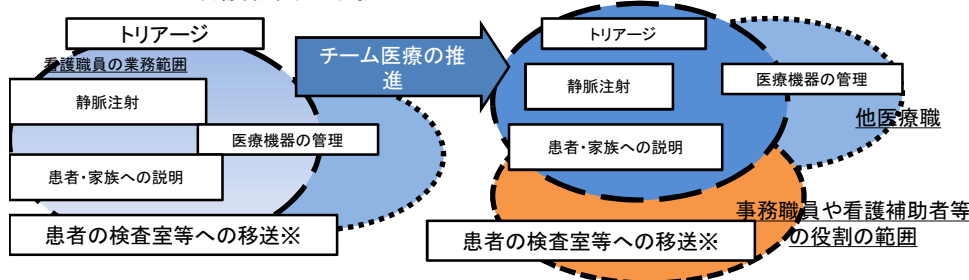 トリアージ
看護職員の業務範囲
静脈注射
医療機器の管理
患者・家族への説明
患者の検査室等への移送※
チーム医療の推
進
トリアージ
静脈注射
医療機器の管理
他医療職
患者・家族への説明
事務職員や看護補助者等
の役割の範囲
患者の検査室等への移送※